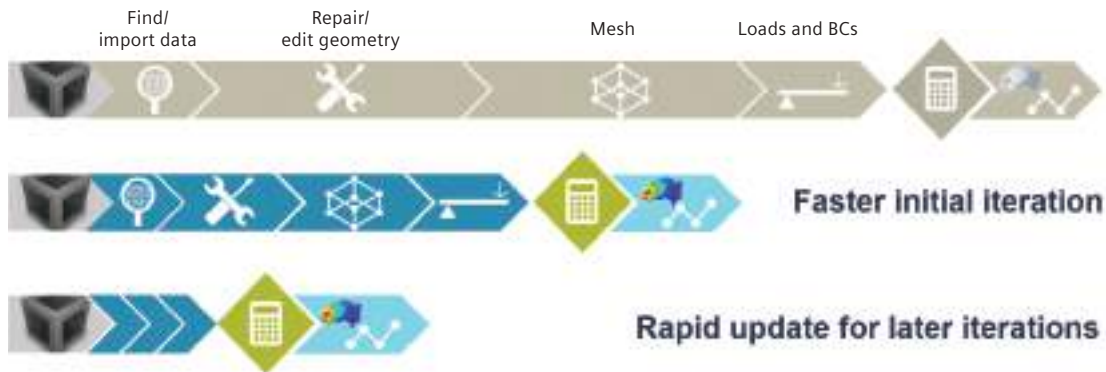 Find/
import data
Repair/
edit geometry
Mesh
Loads and BCs
Faster initial iteration
Rapid update for later iterations